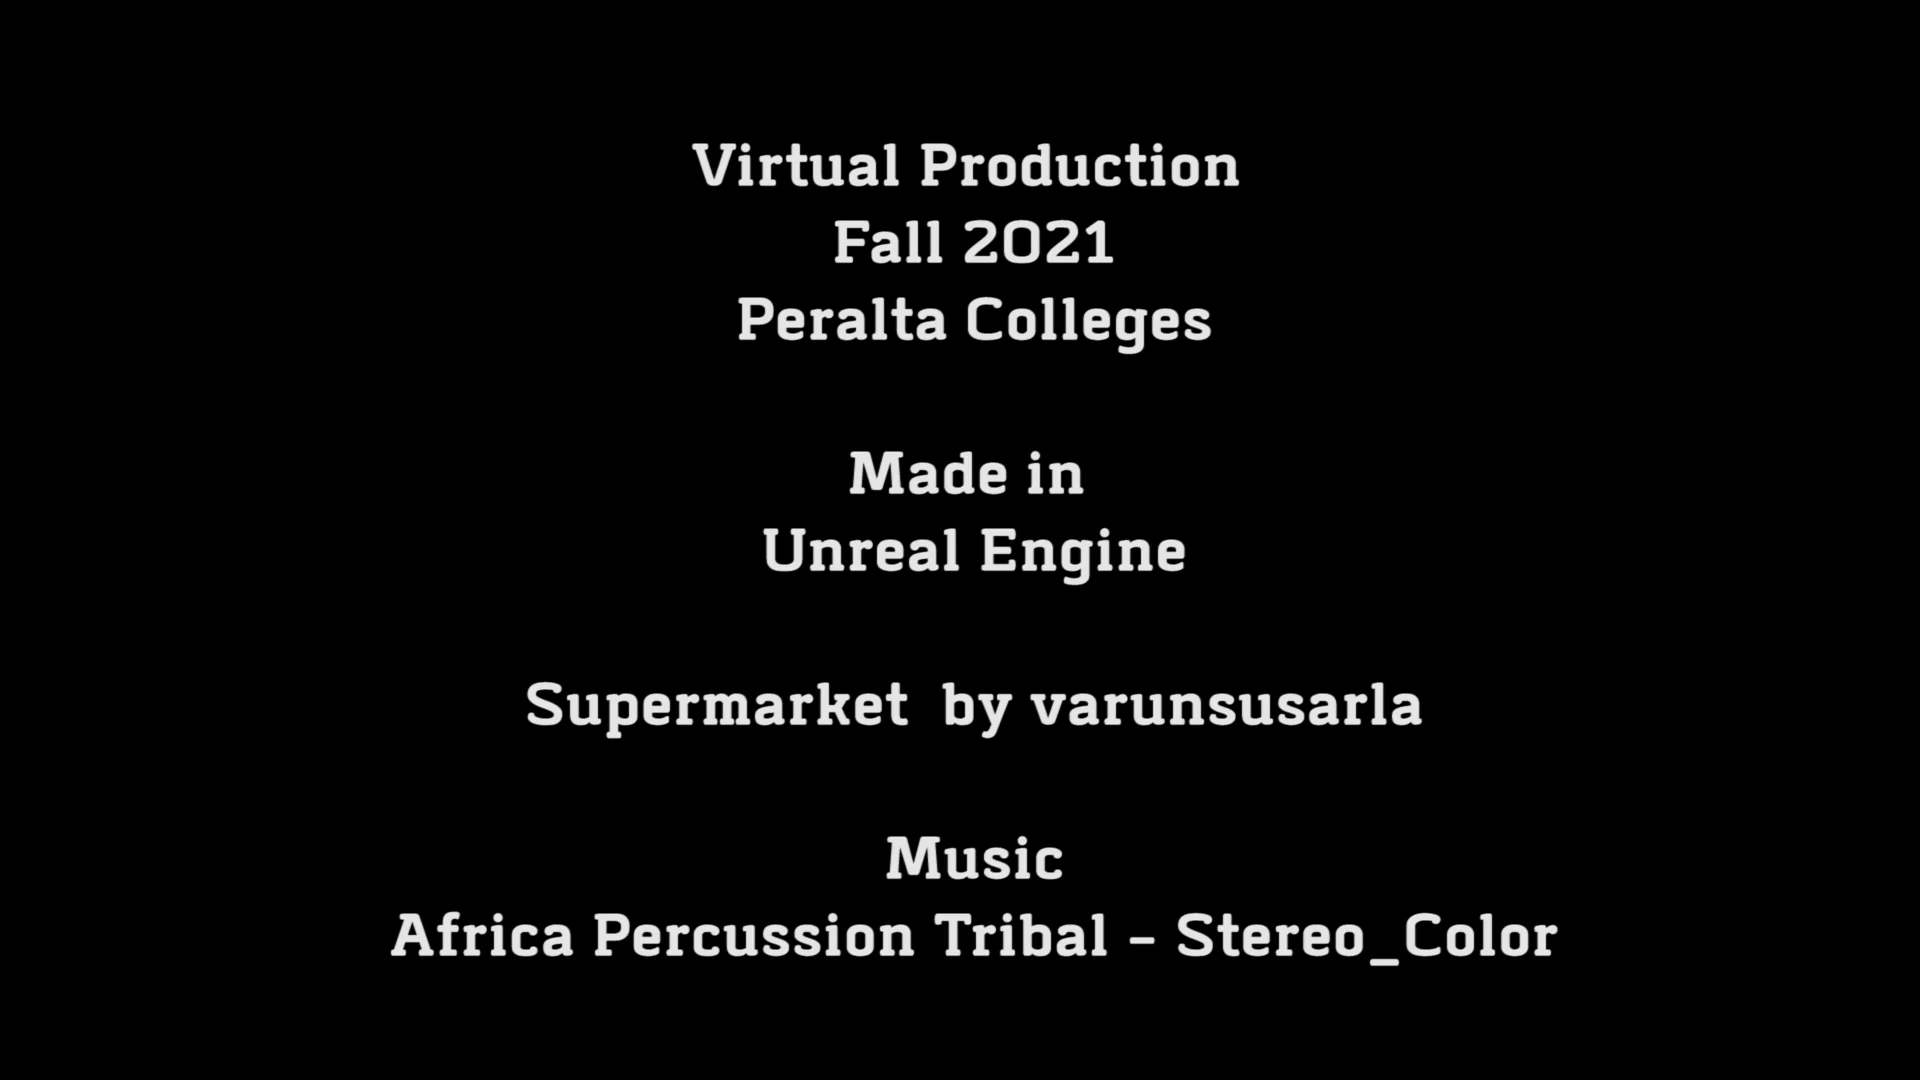 Virtual Production
Fall 2021
Peralta Colleges
Made in
Unreal Engine
Supermarket  by varunsusarla
Music
Africa Percussion Tribal - Stereo_Color